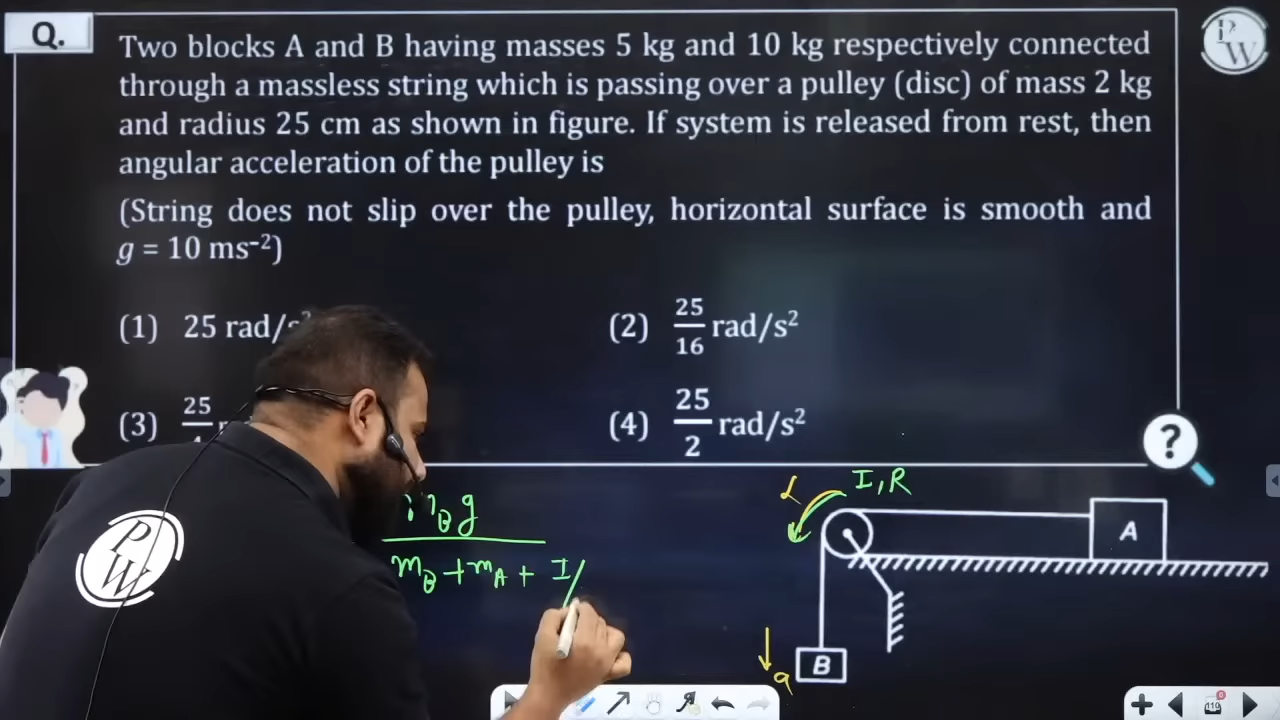 Q.
Two blocks A and B having masses 5 kg and 10 kg respectively connected
through a massless string which is passing over a pulley (disc) of mass 2 kg
and radius 25 cm as shown in figure. If system is released from rest, then
angular acceleration of the pulley is
(String does not slip over the pulley, horizontal surface is smooth and
g = 10 ms⁻²)
(1) 25 rad/s²
(2) 25/16 rad/s²
(3) 25
(4) 25/2 rad/s²
?
α
I, R
A
B
a
m_B g
m_B + m_A + I/
P
W
P
W